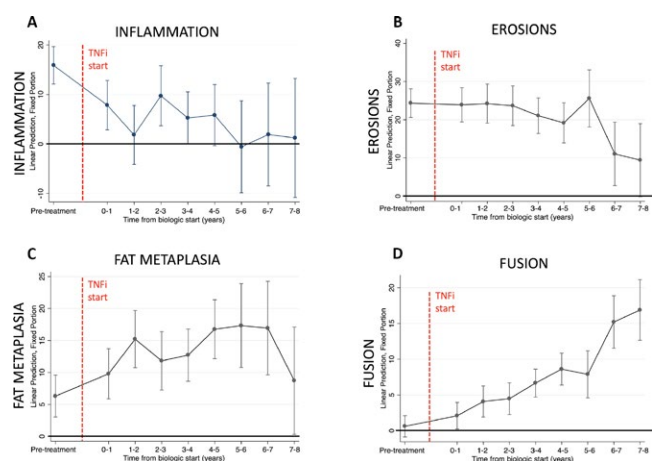 A
INFLAMMATION
INFLAMMATION
Linear Prediction, Fixed Portion
20
10
0
-10
TNFi
start
Pre-treatment
0-1
1-2
2-3
3-4
4-5
5-6
6-7
7-8
Time from biologic start (years)
B
EROSIONS
EROSIONS
Linear Prediction, Fixed Portion
40
30
20
10
0
TNFi
start
Pre-treatment
0-1
1-2
2-3
3-4
4-5
5-6
6-7
7-8
Time from biologic start (years)
C
FAT METAPLASIA
FAT METAPLASIA
Linear Prediction, Fixed Portion
25
20
15
10
5
0
TNFi
start
Pre-treatment
0-1
1-2
2-3
3-4
4-5
5-6
6-7
7-8
Time from biologic start (years)
D
FUSION
FUSION
Linear Prediction, Fixed Portion
20
15
10
5
0
TNFi
start
Pre-treatment
0-1
1-2
2-3
3-4
4-5
5-6
6-7
7-8
Time from biologic start (years)